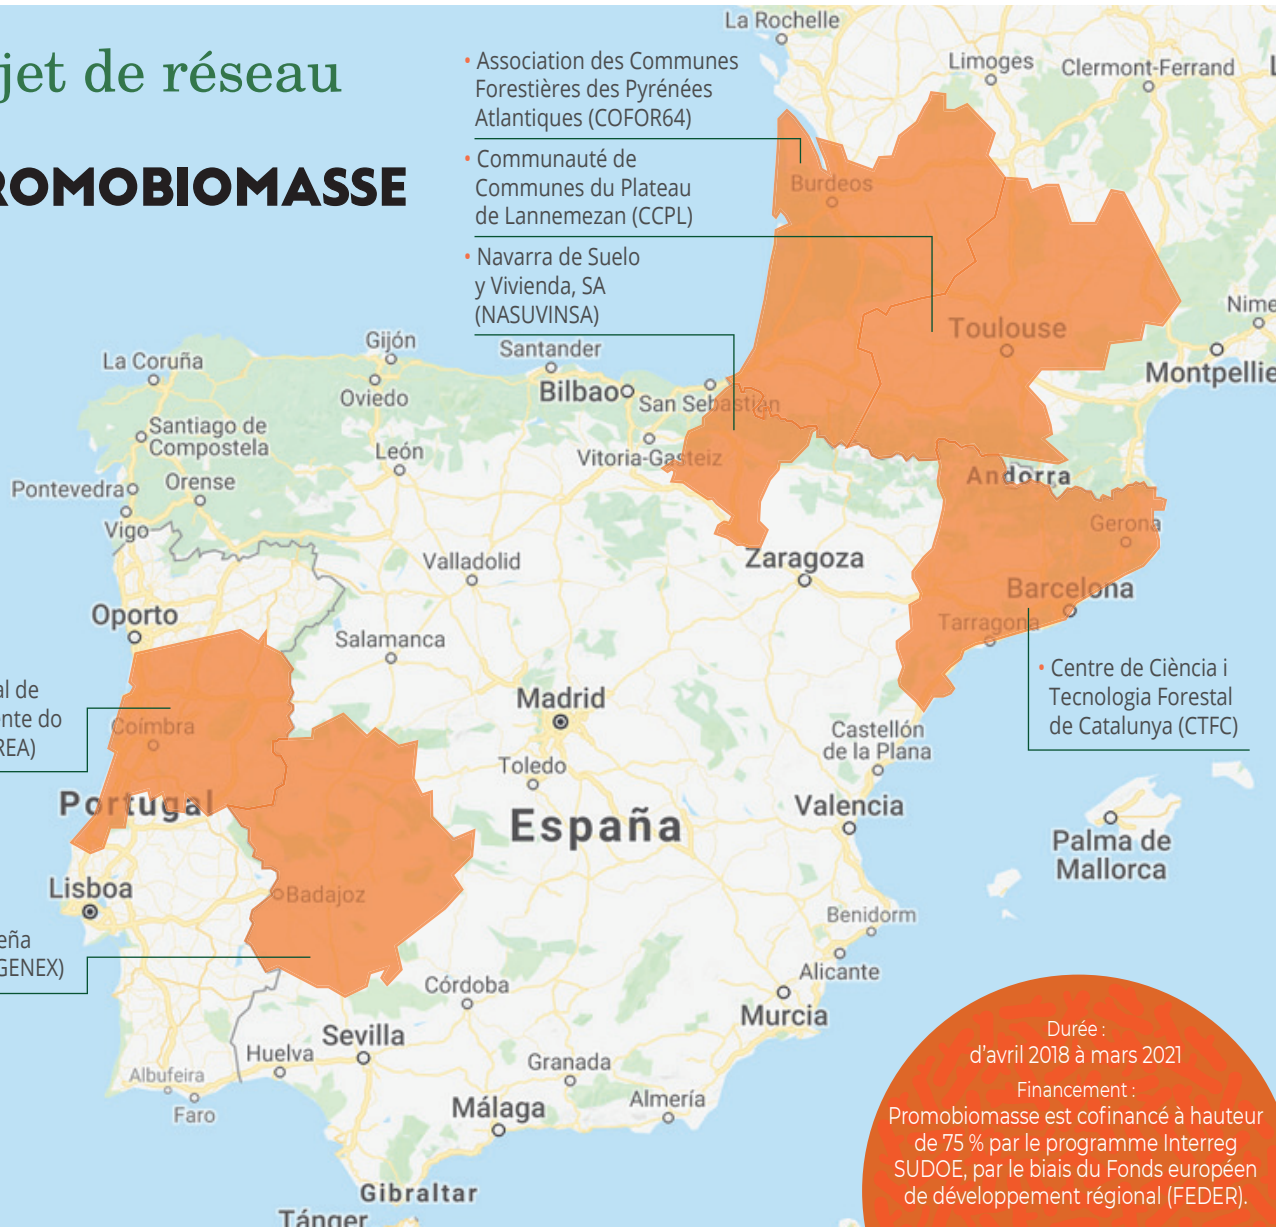 jet de réseau
ROMOBIOMASSE
• Association des Communes
Forestières des Pyrénées
Atlantiques (COFOR64)
• Communauté de
Communes du Plateau
de Lannemezan (CCPL)
• Navarra de Suelo
y Vivienda, SA
(NASUVINSA)
La Rochelle
Limoges
Clermont-Ferrand
L
Burdeos
Toulouse
Nime
Montpellie
La Coruña
Gijón
Santander
Oviedo
Bilbao
San Sebastián
Santiago de
Compostela
León
Vitoria-Gasteiz
Pontevedra
Orense
Andorra
Vigo
Gerona
Valladolid
Zaragoza
Barcelona
Oporto
Tarragona
Salamanca
• Centre de Ciència i
Tecnologia Forestal
de Catalunya (CTFC)
al de
ente do
REA)
Coímbra
Madrid
Castellón
de la Plana
Toledo
Portugal
España
Valencia
Palma de
Mallorca
Lisboa
Badajoz
Benidorm
eña
GENEX)
Alicante
Córdoba
Murcia
Sevilla
Huelva
Granada
Albufeira
Faro
Málaga
Almería
Gibraltar
Tánger
Durée :
d'avril 2018 à mars 2021
Financement :
Promobiomasse est cofinancé à hauteur
de 75 % par le programme Interreg
SUDOE, par le biais du Fonds européen
de développement régional (FEDER).